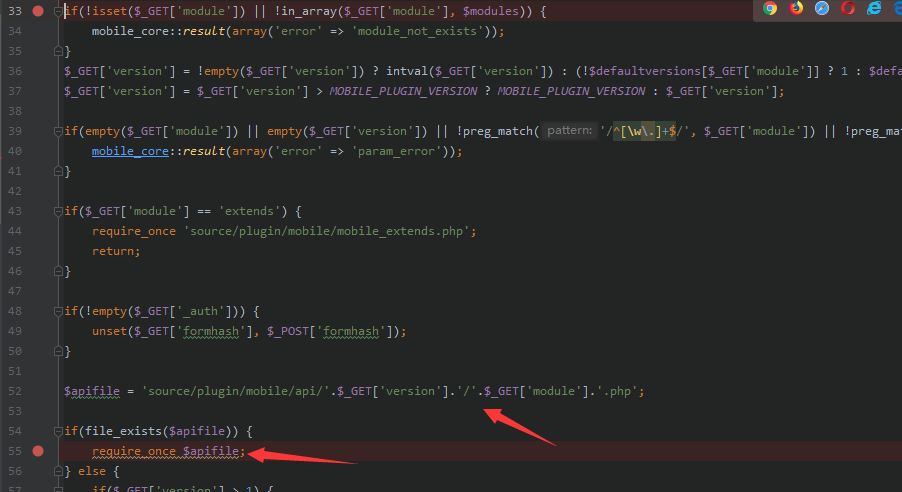 33 if(!isset($_GET['module']) || !in_array($_GET['module'], $modules)) {
34 mobile_core::result(array('error' => 'module_not_exists'));
35 }
36 $_GET['version'] = !empty($_GET['version']) ? intval($_GET['version']) : (!$defaultversions[$_GET['module']] ? 1 : $defa
37 $_GET['version'] = $_GET['version'] > MOBILE_PLUGIN_VERSION ? MOBILE_PLUGIN_VERSION : $_GET['version'];
38
39 if(empty($_GET['module']) || empty($_GET['version']) || !preg_match( pattern: '/^[\w\.]+$/', $_GET['module']) || !preg_mat
40 mobile_core::result(array('error' => 'param_error'));
41 }
42
43 if($_GET['module'] == 'extends') {
44 require_once 'source/plugin/mobile/mobile_extends.php';
45 return;
46 }
47
48 if(!empty($_GET['_auth'])) {
49 unset($_GET['formhash'], $_POST['formhash']);
50 }
51
52 $apifile = 'source/plugin/mobile/api/'.$_GET['version'].'/'.$_GET['module'].'.php';
53
54 if(file_exists($apifile)) {
55 require_once $apifile;
56 } else {
57 if($_GET['version'] > 1) {